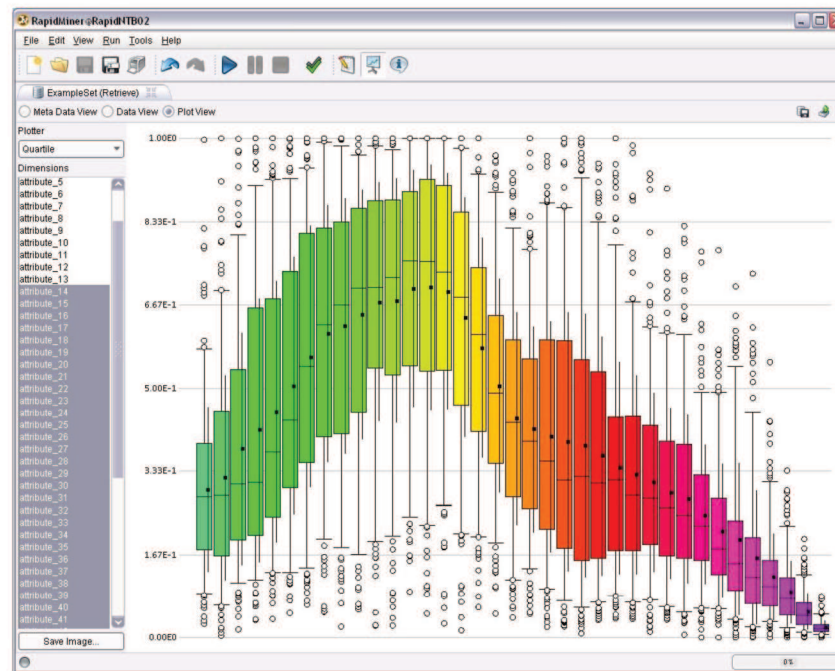 RapidMiner@RapidNTB02
File Edit View Run Tools Help
ExampleSet (Retrieve)
Meta Data View Data View Plot View
Plotter
Quartile
Dimensions
attribute_5
attribute_6
attribute_7
attribute_8
attribute_9
attribute_10
attribute_11
attribute_12
attribute_13
attribute_14
attribute_15
attribute_16
attribute_17
attribute_18
attribute_19
attribute_20
attribute_21
attribute_22
attribute_23
attribute_24
attribute_25
attribute_26
attribute_27
attribute_28
attribute_29
attribute_30
attribute_31
attribute_32
attribute_33
attribute_34
attribute_35
attribute_36
attribute_37
attribute_38
attribute_39
attribute_40
attribute_41
Save Image...
1.00E0
8.33E-1
6.67E-1
5.00E-1
3.33E-1
1.67E-1
0.00E0
0%